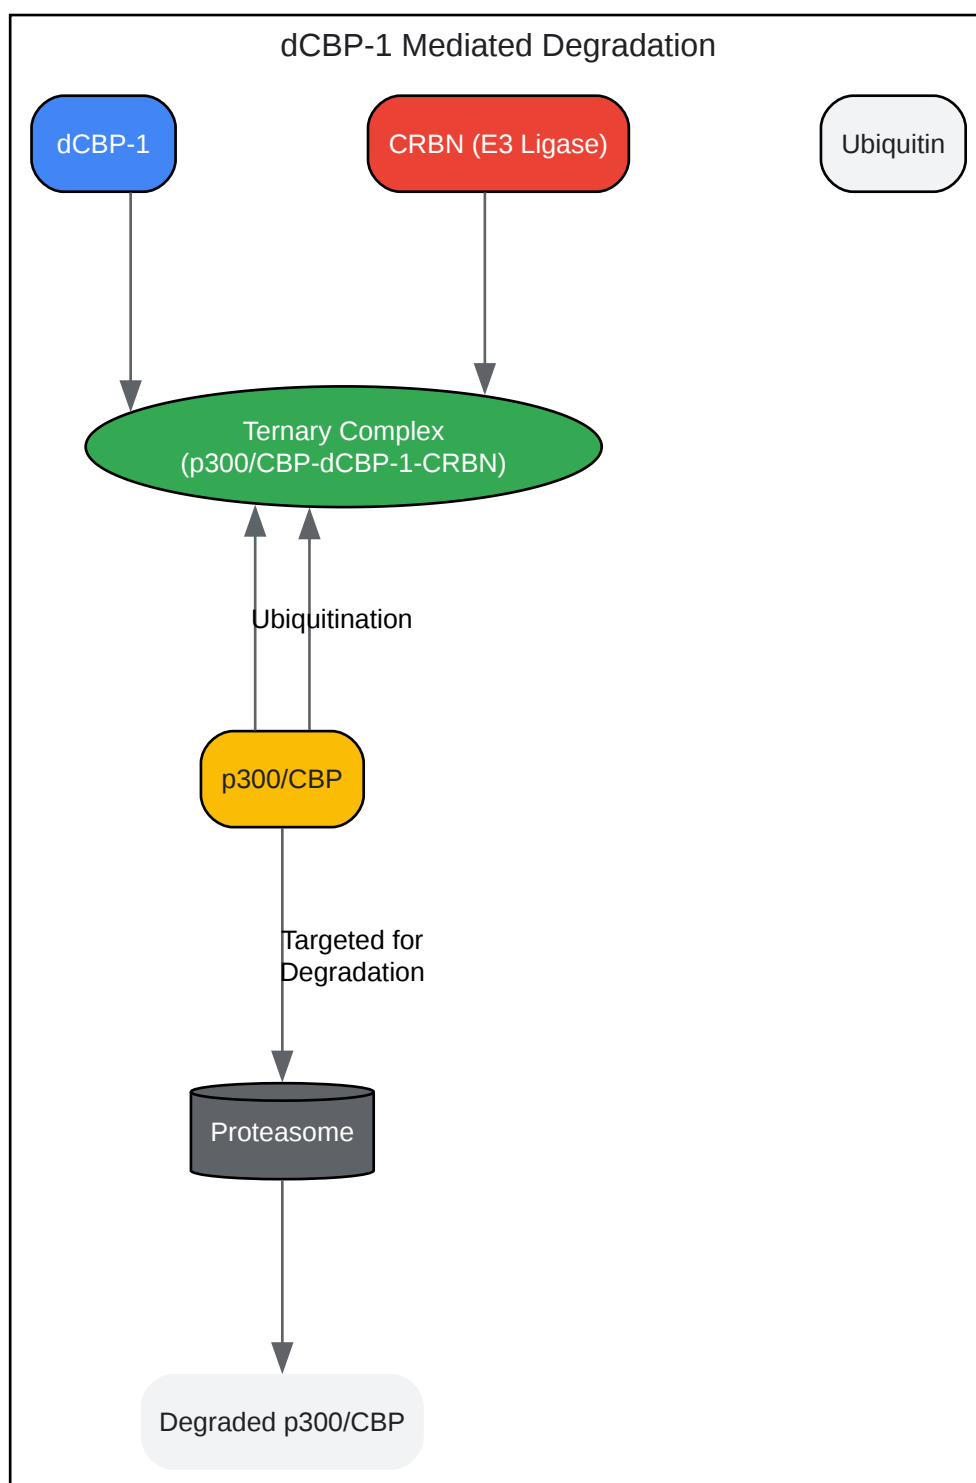 dCBP-1 Mediated Degradation
dCBP-1
CRBN (E3 Ligase)
Ubiquitin
Ternary Complex
(p300/CBP-dCBP-1-CRBN)
Ubiquitination
p300/CBP
Targeted for
Degradation
Proteasome
Degraded p300/CBP